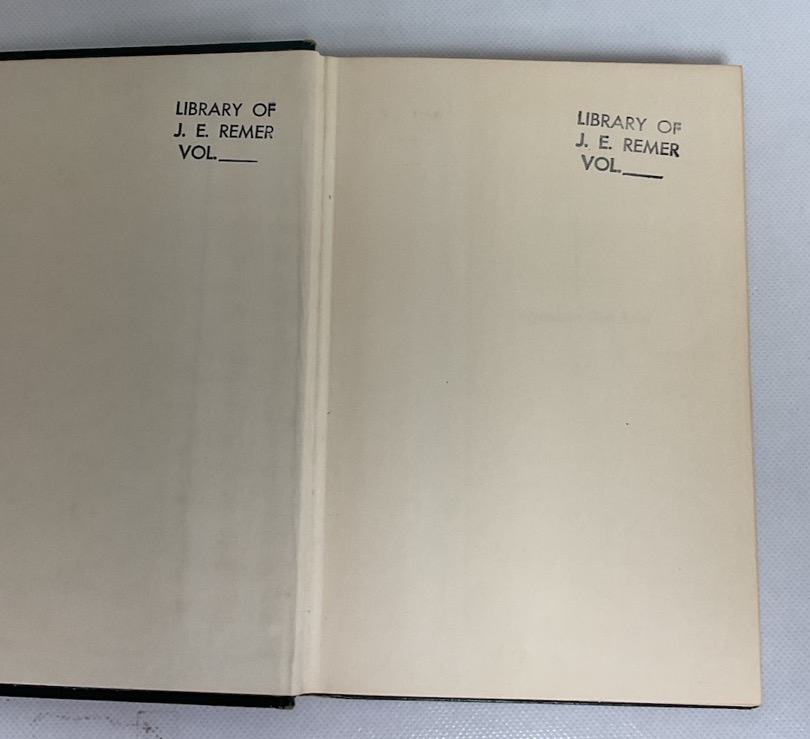 LIBRARY OF
J. E. REMER
VOL.____
LIBRARY OF
J. E. REMER
VOL.____